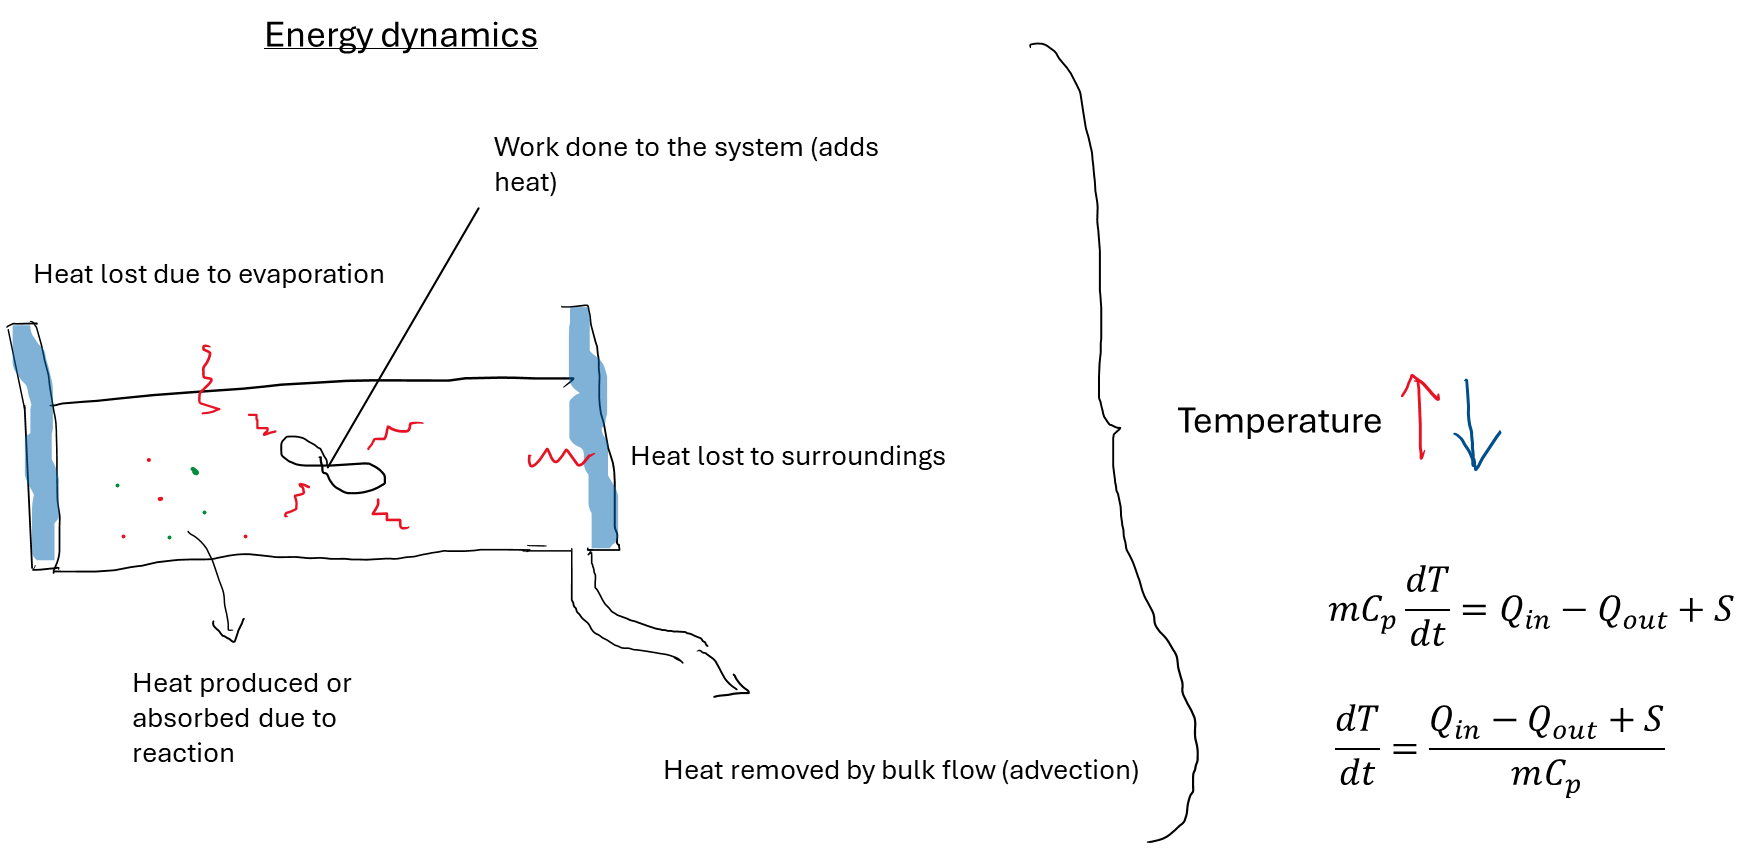 Energy dynamics
Work done to the system (adds
heat)
Heat lost due to evaporation
Heat lost to surroundings
Heat produced or
absorbed due to
reaction
Heat removed by bulk flow (advection)
Temperature
mC_p dT/dt = Q_in − Q_out + S
dT/dt = (Q_in − Q_out + S)/(mC_p)